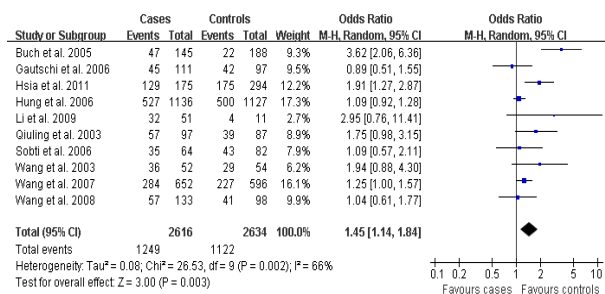 Cases Controls Odds Ratio Odds Ratio
Study or Subgroup Events Total Events Total Weight M-H, Random, 95% CI M-H, Random, 95% CI
Buch et al. 2005 47 145 22 188 9.3% 3.62 [2.06, 6.36]
Gautschi et al. 2006 45 111 42 97 9.5% 0.89 [0.51, 1.55]
Hsia et al. 2011 129 175 175 294 11.9% 1.91 [1.27, 2.87]
Hung et al. 2006 527 1136 500 1127 18.4% 1.09 [0.92, 1.28]
Li et al. 2009 32 51 4 11 2.8% 2.95 [0.76, 11.41]
Qiuling et al. 2003 57 97 39 87 9.0% 1.75 [0.98, 3.15]
Sobti et al. 2006 35 64 43 82 8.1% 1.09 [0.57, 2.11]
Wang et al. 2003 36 52 29 54 5.9% 1.94 [0.88, 4.30]
Wang et al. 2007 284 652 227 596 16.1% 1.25 [1.00, 1.57]
Wang et al. 2008 57 133 41 98 9.9% 1.04 [0.61, 1.77]
Total (95% CI) 2616 2634 100.0% 1.45 [1.14, 1.84]
Total events 1249 1122
Heterogeneity: Tau² = 0.08; Chi² = 26.53, df = 9 (P = 0.002); I² = 66%
Test for overall effect: Z = 3.00 (P = 0.003)
0.1 0.2 0.5 1 2 5 10
Favours cases Favours controls